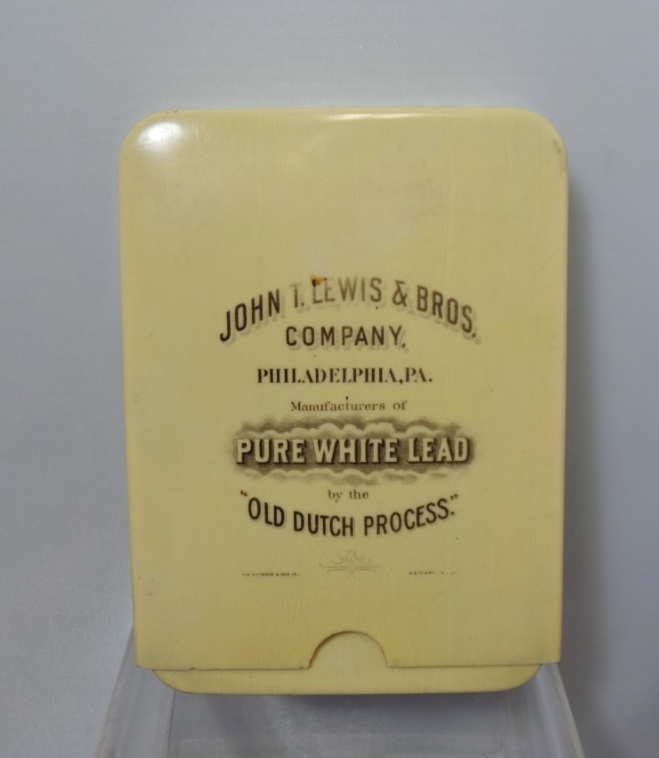 JOHN T. LEWIS & BROS.
COMPANY,
PHILADELPHIA, PA.
Manufacturers of
PURE WHITE LEAD
by the
"OLD DUTCH PROCESS."